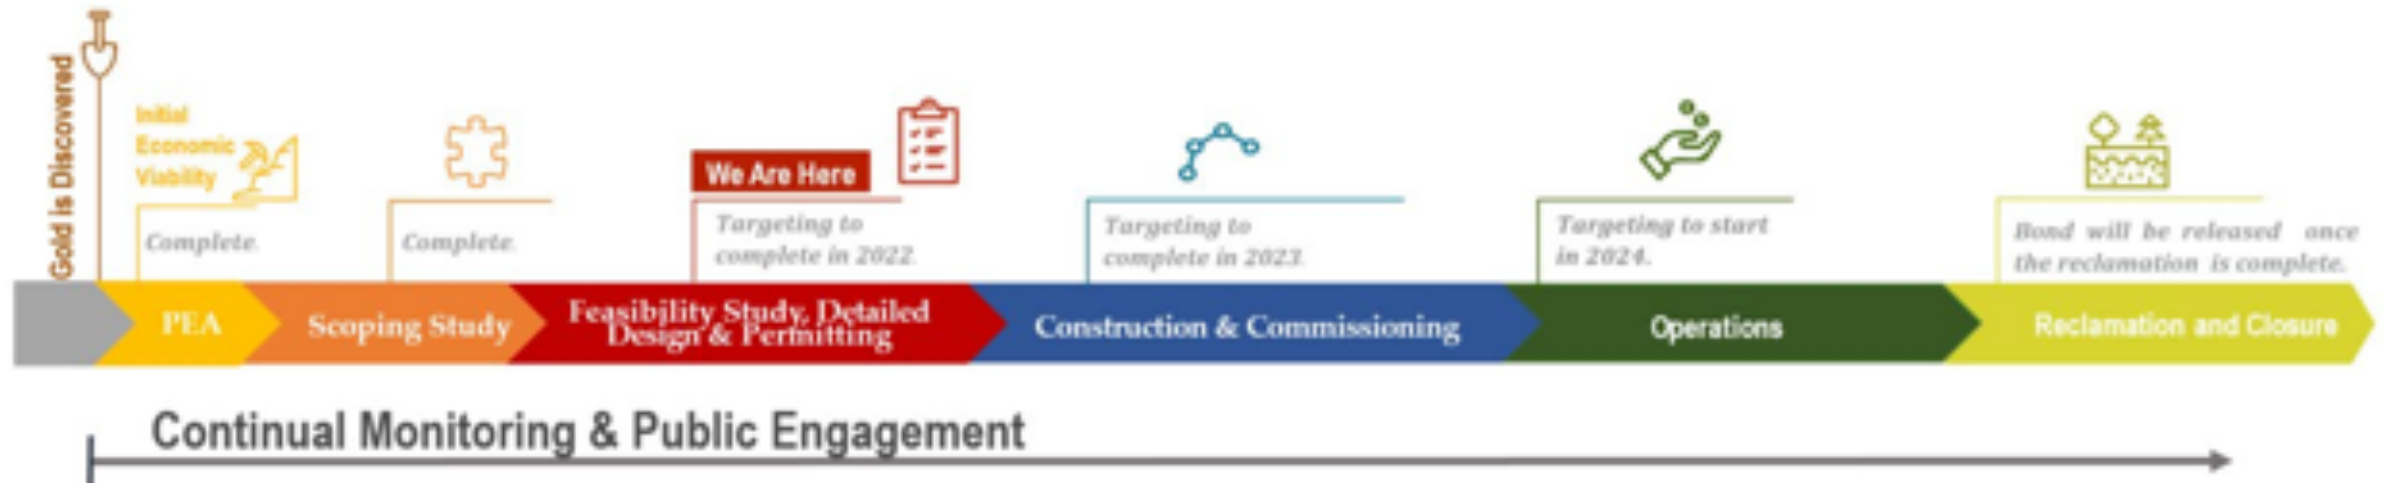 Gold is Discovered
Initial
Economic
Viability
Complete.
Complete.
We Are Here
Targeting to
complete in 2022.
Targeting to
complete in 2023.
Targeting to start
in 2024.
Bond will be released once
the reclamation is complete.
PEA
Scoping Study
Feasibility Study, Detailed
Design & Permitting
Construction & Commissioning
Operations
Reclamation and Closure
Continual Monitoring & Public Engagement